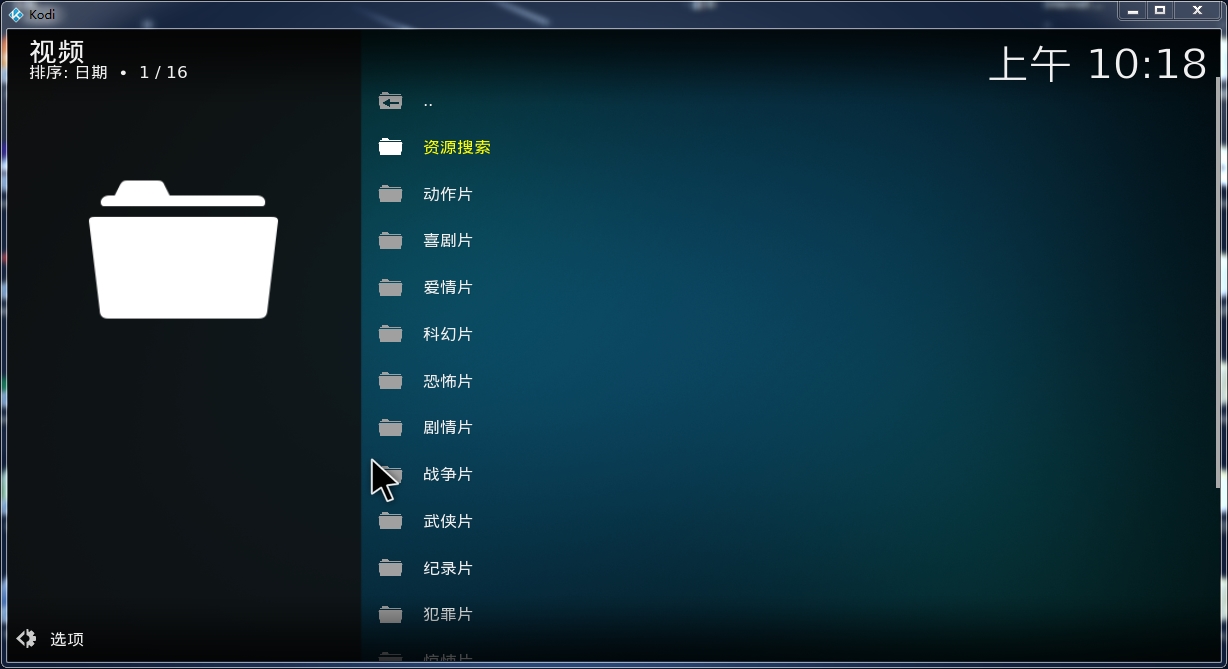 Kodi
视频
排序: 日期 • 1 / 16
上午 10:18
..
资源搜索
动作片
喜剧片
爱情片
科幻片
恐怖片
剧情片
战争片
武侠片
纪录片
犯罪片
选项